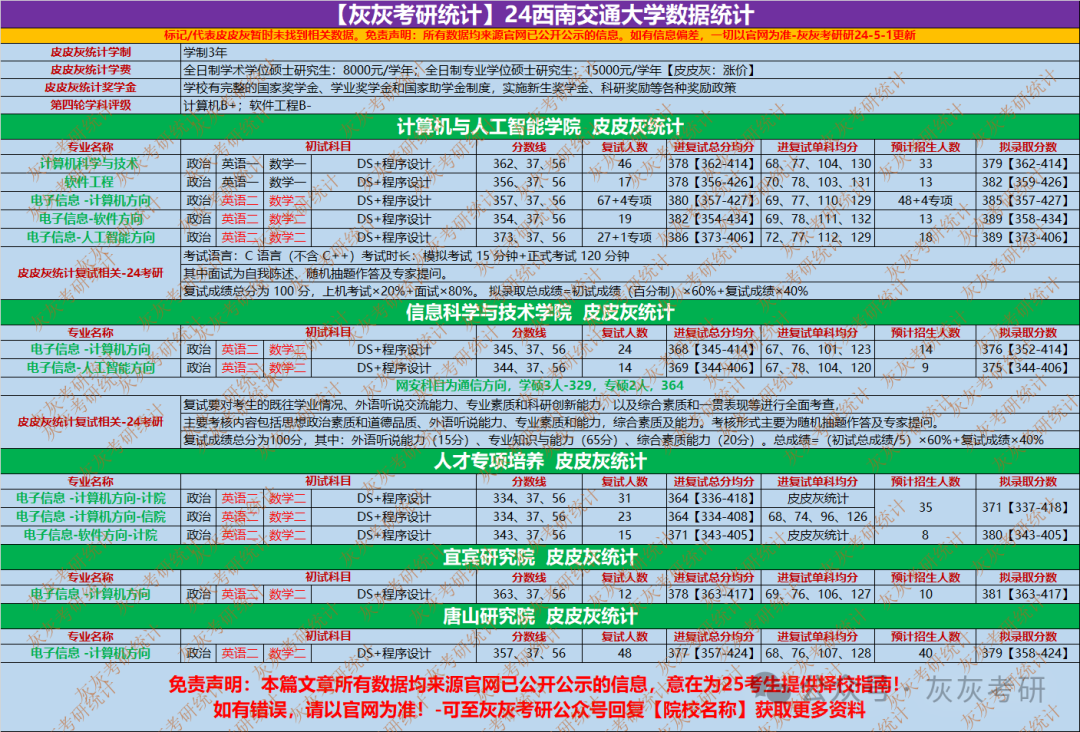 【灰灰考研统计】24西南交通大学数据统计
标记/代表皮皮灰暂时未找到相关数据。免责声明：所有数据均来源官网已公开公示的信息。如有信息偏差，一切以官网为准-灰灰考研研24-5-1更新
皮皮灰统计学制 学制3年
皮皮灰统计学费 全日制学术学位硕士研究生：8000元/学年；全日制专业学位硕士研究生：15000元/学年【皮皮灰：涨价】
皮皮灰统计奖学金 学校有完整的国家奖学金、学业奖学金和国家助学金制度，实施新生奖学金、科研奖励等各种奖励政策
第四轮学科评级 计算机B+；软件工程B-
计算机与人工智能学院 皮皮灰统计
专业名称 初试科目 分数线 复试人数 进复试总分均分 进复试单科均分 预计招生人数 拟录取分数
计算机科学与技术 政治 英语一 数学一 DS+程序设计 362、37、56 46 378【362-414】 68、77、104、130 33 379【362-414】
软件工程 政治 英语一 数学一 DS+程序设计 356、37、56 17 378【356-426】 70、78、103、131 13 382【359-426】
电子信息 -计算机方向 政治 英语二 数学二 DS+程序设计 357、37、56 67+4专项 380【357-427】 69、77、110、129 48+4专项 385【357-427】
电子信息-软件方向 政治 英语二 数学二 DS+程序设计 354、37、56 19 382【354-434】 69、78、111、132 13 389【358-434】
电子信息-人工智能方向 政治 英语二 数学二 DS+程序设计 373、37、56 27+1专项 386【373-406】 72、77、112、129 18 389【373-406】
皮皮灰统计复试相关-24考研
考试语言：C 语言（不含 C++）考试时长：模拟考试 15 分钟+正式考试 120 分钟
其中面试为自我陈述、随机抽题作答及专家提问。
复试成绩总分为 100 分，上机考试×20%+面试×80%。 拟录取总成绩=初试成绩（百分制）×60%+复试成绩×40%
信息科学与技术学院 皮皮灰统计
专业名称 初试科目 分数线 复试人数 进复试总分均分 进复试单科均分 预计招生人数 拟录取分数
电子信息 -计算机方向 政治 英语二 数学二 DS+程序设计 345、37、56 24 368【345-414】 67、76、101、123 14 376【352-414】
电子信息-人工智能方向 政治 英语二 数学二 DS+程序设计 344、37、56 14 369【344-406】 67、78、104、120 9 375【344-406】
网安科目为通信方向，学硕3人-329，专硕2人，364
皮皮灰统计复试相关-24考研
复试要对考生的既往学业情况、外语听说交流能力、专业素质和科研创新能力，以及综合素质和一贯表现等进行全面考查，
主要考核内容包括思想政治素质和道德品质、外语听说能力、专业素质和能力，综合素质及能力。考核形式主要为随机抽题作答及专家提问。
复试成绩总分为100分，其中：外语听说能力（15分）、专业知识与能力（65分）、综合素质能力（20分）。总成绩=（初试总成绩/5）×60%+复试成绩×40%
人才专项培养 皮皮灰统计
专业名称 初试科目 分数线 复试人数 进复试总分均分 进复试单科均分 预计招生人数 拟录取分数
电子信息 -计算机方向-计院 政治 英语二 数学二 DS+程序设计 334、37、56 31 364【336-418】 皮皮灰统计 35 371【337-418】
电子信息 -计算机方向-信院 政治 英语二 数学二 DS+程序设计 334、37、56 23 364【334-408】 68、74、96、126
电子信息-软件方向-计院 政治 英语二 数学二 DS+程序设计 343、37、56 15 371【343-405】 皮皮灰统计 8 380【343-405】
宜宾研究院 皮皮灰统计
专业名称 初试科目 分数线 复试人数 进复试总分均分 进复试单科均分 预计招生人数 拟录取分数
电子信息 -计算机方向 政治 英语二 数学二 DS+程序设计 363、37、56 12 378【363-417】 69、76、106、127 10 381【363-417】
唐山研究院 皮皮灰统计
专业名称 初试科目 分数线 复试人数 进复试总分均分 进复试单科均分 预计招生人数 拟录取分数
电子信息 -计算机方向 政治 英语二 数学二 DS+程序设计 357、37、56 48 377【357-424】 68、76、107、128 40 379【358-424】
免责声明：本篇文章所有数据均来源官网已公开公示的信息，意在为25考生提供择校指南！
如有错误，请以官网为准！-可至灰灰考研公众号回复【院校名称】获取更多资料
公众号·灰灰考研